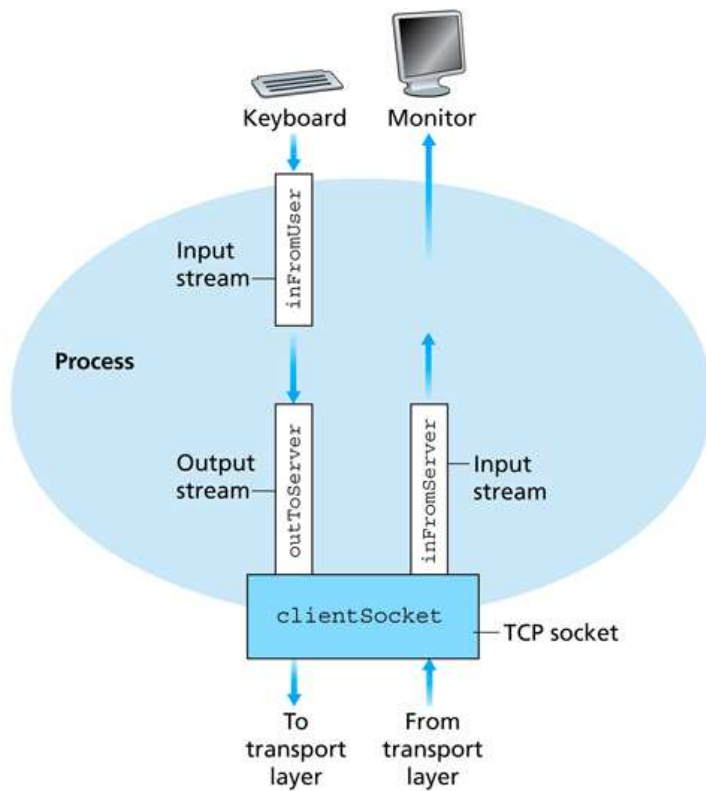 Keyboard
Monitor
Input
stream
inFromUser
Process
Output
stream
outToServer
inFromServer
Input
stream
clientSocket
TCP socket
To
transport
layer
From
transport
layer